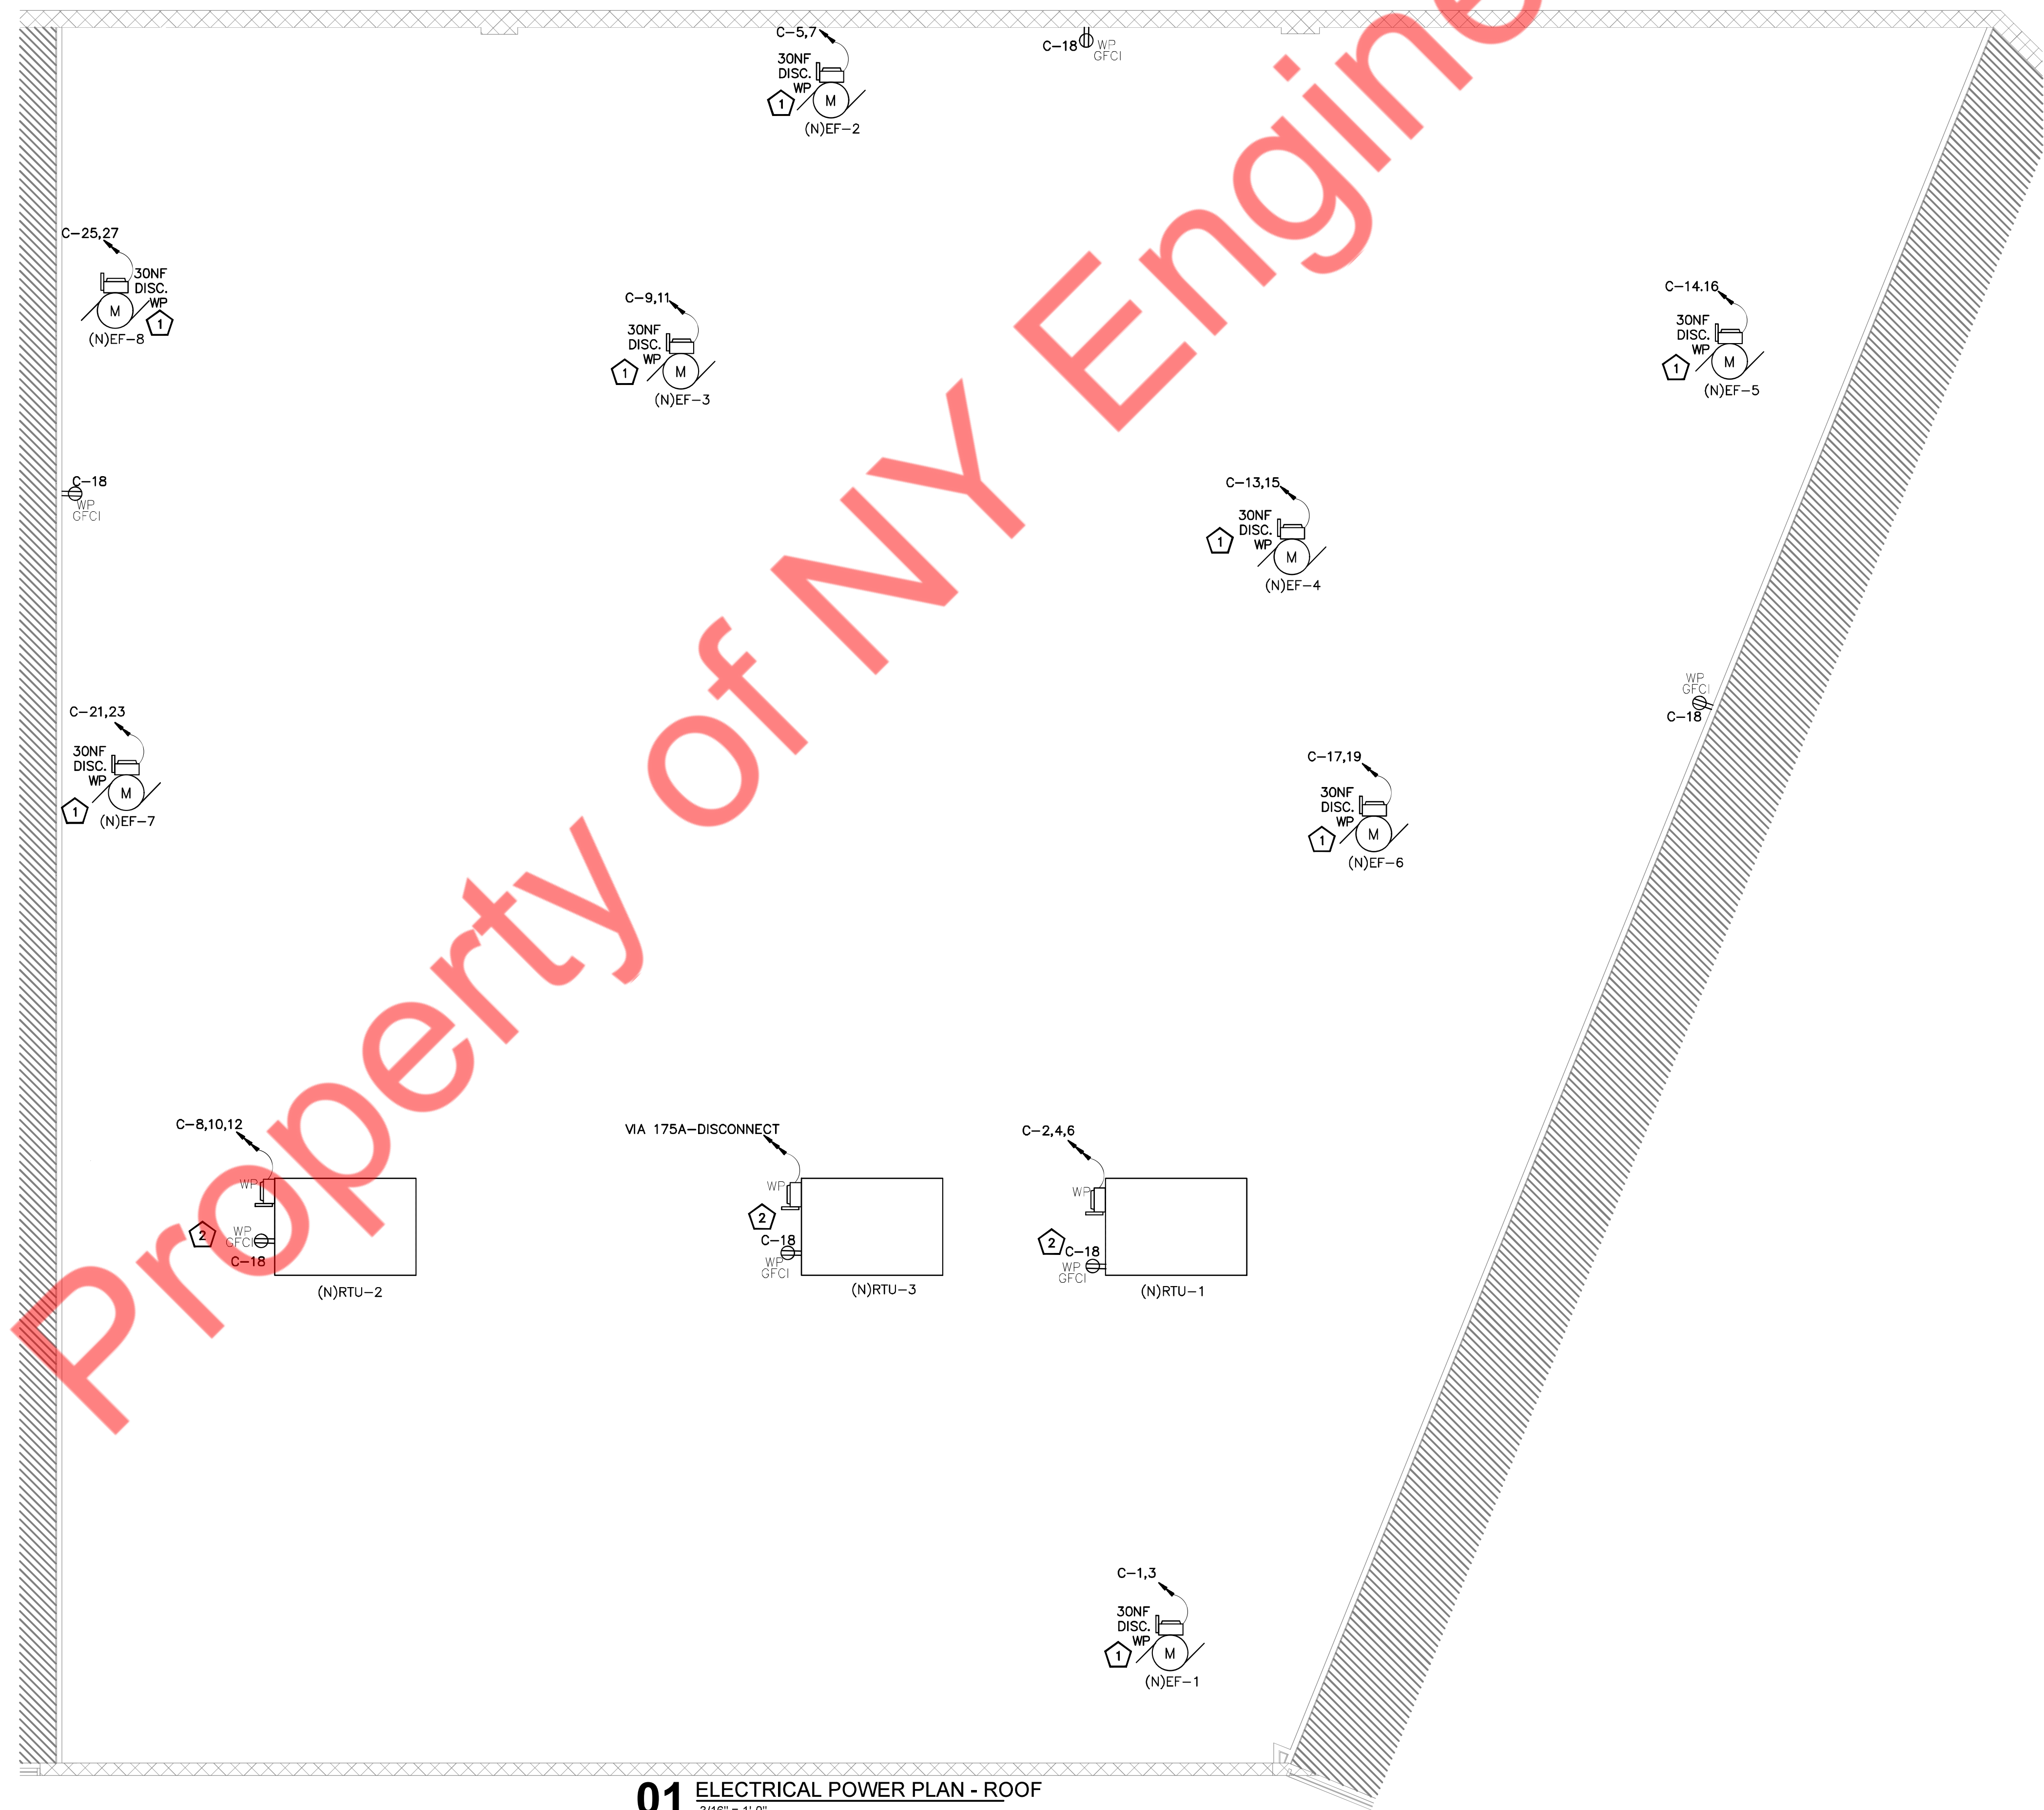 C-5,7
30NF
DISC.
WP
1
M
(N)EF-2
C-18
WP
GFCI
C-25,27
30NF
DISC.
WP
1
M
(N)EF-8
C-9,11
30NF
DISC.
WP
1
M
(N)EF-3
C-14.16
30NF
DISC.
WP
1
M
(N)EF-5
C-18
WP
GFCI
C-13,15
30NF
DISC.
WP
1
M
(N)EF-4
WP
GFCI
C-18
C-21,23
30NF
DISC.
WP
1
M
(N)EF-7
C-17,19
30NF
DISC.
WP
1
M
(N)EF-6
C-8,10,12
WP
2
WP
GFCI
C-18
(N)RTU-2
VIA 175A-DISCONNECT
WP
2
C-18
WP
GFCI
(N)RTU-3
C-2,4,6
WP
2
C-18
WP
GFCI
(N)RTU-1
C-1,3
30NF
DISC.
WP
1
M
(N)EF-1
01 ELECTRICAL POWER PLAN - ROOF
3/16" = 1'-0"
Property of NY Engine